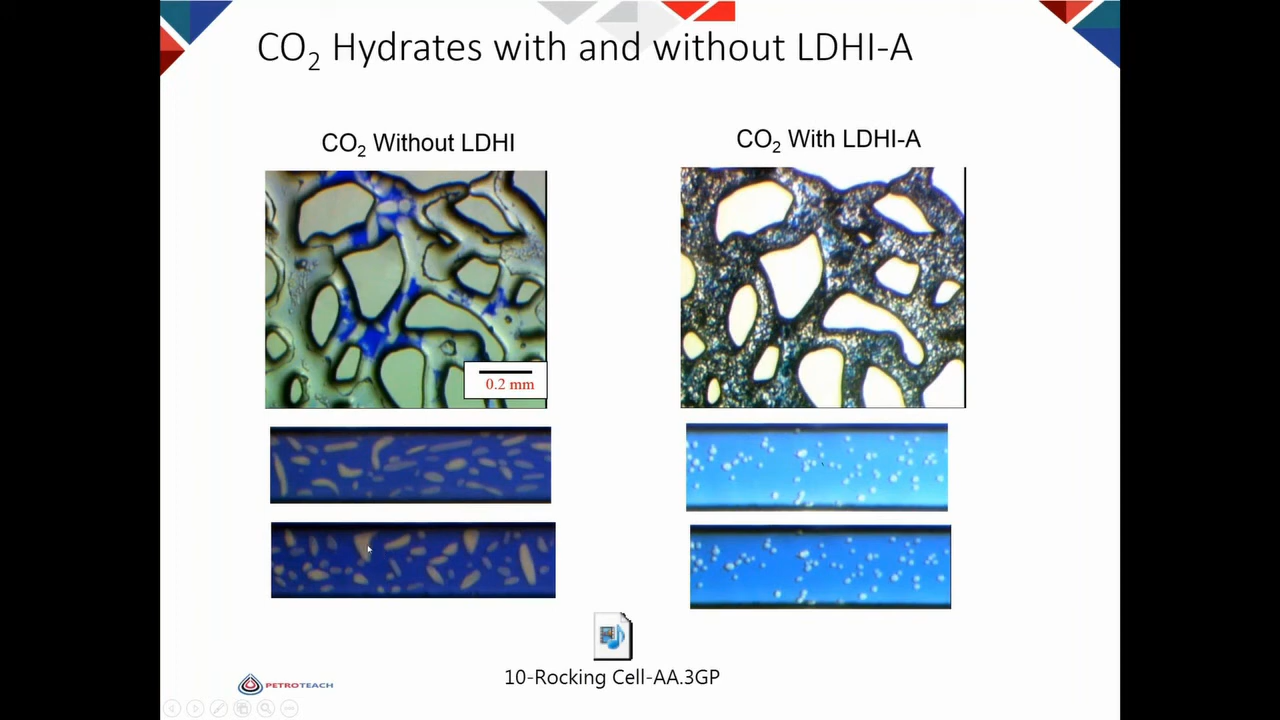 CO₂ Hydrates with and without LDHI-A
CO₂ Without LDHI
CO₂ With LDHI-A
0.2 mm
10-Rocking Cell-AA.3GP
PETROTEACH